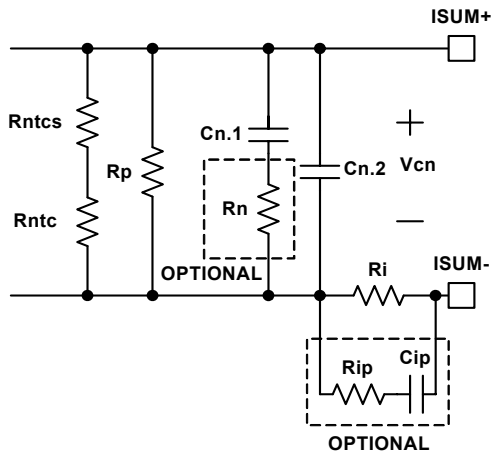 ISUM+
Rntcs
Cn.1
+
Rp
Cn.2
Vcn
Rntc
Rn
—
OPTIONAL
Ri
ISUM-
Rip
Cip
OPTIONAL